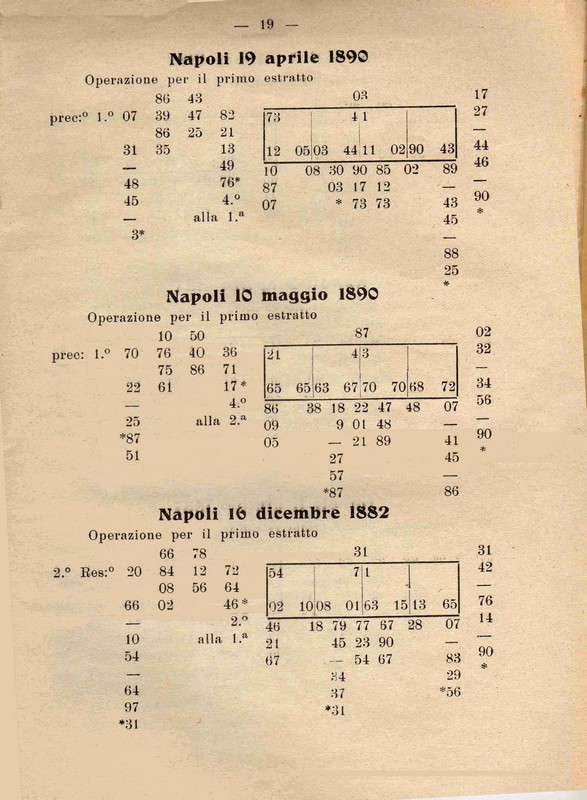 — 19 —
Napoli 19 aprile 1890
Operazione per il primo estratto
86 43 03 17
prec:º 1.º 07 39 47 82 73 4 1 27
86 25 21 —
31 35 13 12 05 03 44 11 02 90 43 44
— 49 10 08 30 90 85 02 89 46
48 76* 87 03 17 12 — —
45 4.º 07 * 73 73 43 90
— alla 1.ª 45 *
3* —
88
25
*
Napoli 10 maggio 1890
Operazione per il primo estratto
10 50 87 02
prec: 1.º 70 76 40 36 21 4 3 32
75 86 71 —
22 61 17* 65 65 63 67 70 70 68 72 34
— 4.º 86 38 18 22 47 48 07 56
25 alla 2.ª 09 9 01 48 — —
*87 05 — 21 89 41 90
51 27 45 *
57 —
*87 86
Napoli 16 dicembre 1882
Operazione per il primo estratto
66 78 31 31
2.º Res:º 20 84 12 72 54 7 1 42
08 56 64 —
66 02 46* 02 10 08 01 63 15 13 65 76
— 2.º 46 18 79 77 67 28 07 14
10 alla 1.ª 21 45 23 90 — —
54 67 — 54 67 83 90
— 34 29 *
64 37 *56
97 *31
*31